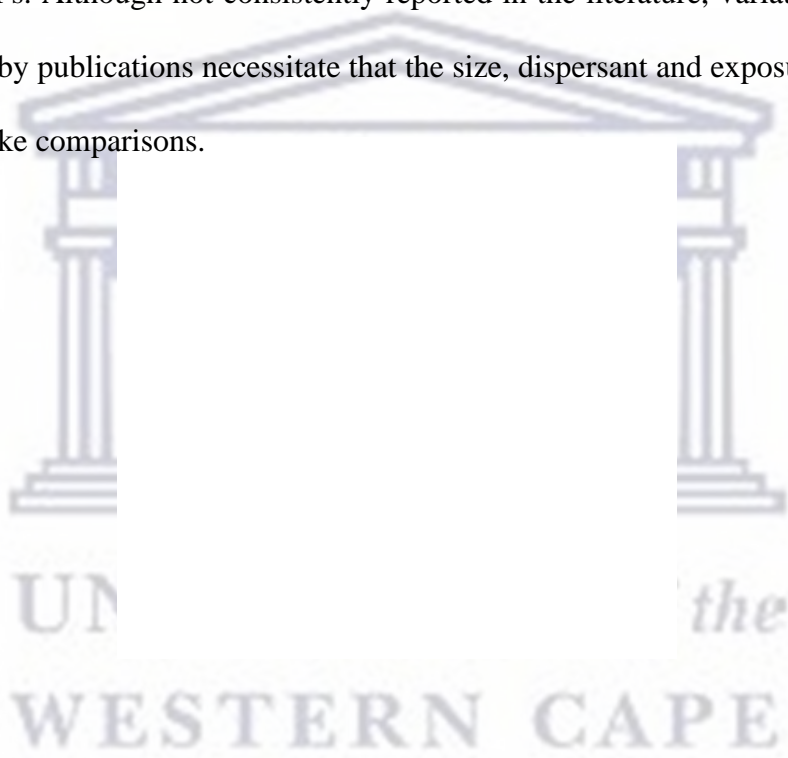 rs. Although not consistently reported in the literature, varia
by publications necessitate that the size, dispersant and expos
ke comparisons.
UN the
WESTERN CAPE